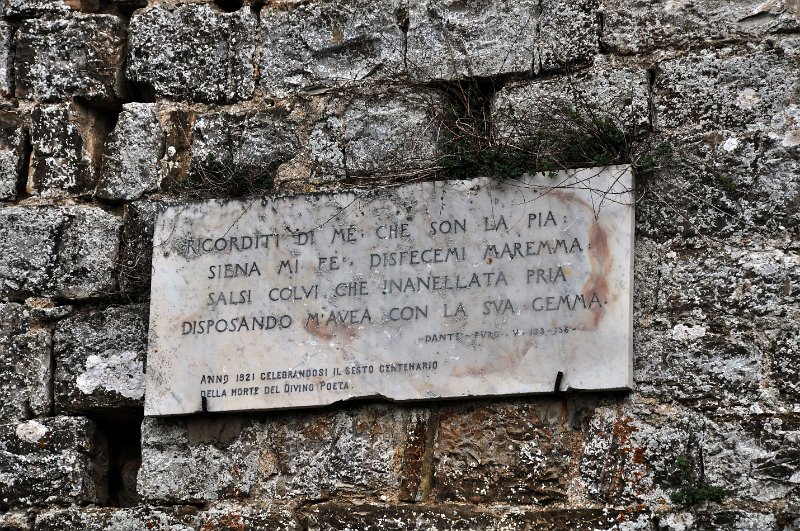 RICORDITI DI ME CHE SON LA PIA:
SIENA MI FE' DISFECEMI MAREMMA:
SALSI COLVI CHE INANELLATA PRIA
DISPOSANDO M'AVEA CON LA SVA GEMMA.
-DANTE-PVRG. V. 133-136-
ANNO 1921 CELEBRANDOSI IL SESTO CENTENARIO
DELLA MORTE DEL DIVINO POETA.